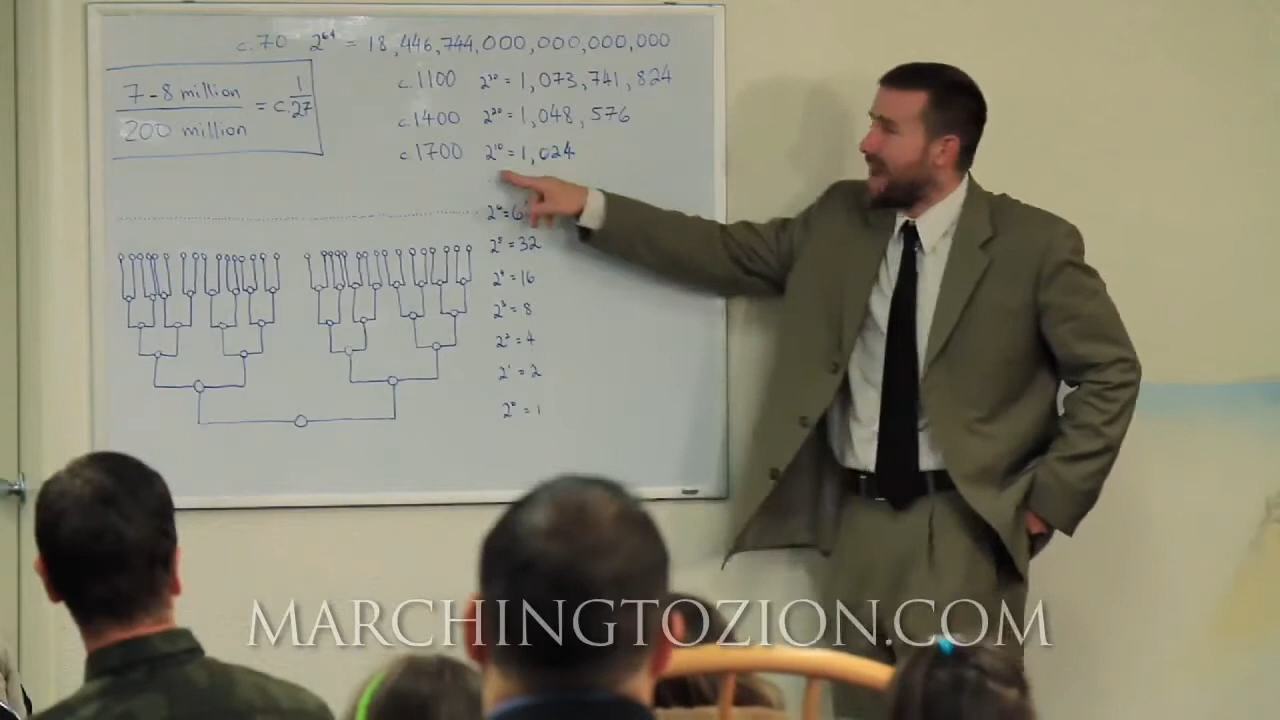 c.70 2⁶⁴ = 18,446,744,000,000,000,000
7-8 million
200 million
= c. 1/27
c.1100 2³⁰ = 1,073,741,824
c.1400 2²⁰ = 1,048,576
c.1700 2¹⁰ = 1,024
2⁶ = 6
2⁵ = 32
2⁴ = 16
2³ = 8
2² = 4
2¹ = 2
2⁰ = 1
MARCHINGTOZION.COM